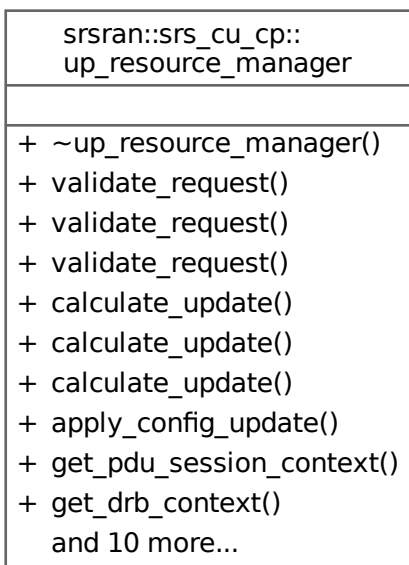 srsran::srs_cu_cp::
up_resource_manager
+ ~up_resource_manager()
+ validate_request()
+ validate_request()
+ validate_request()
+ calculate_update()
+ calculate_update()
+ calculate_update()
+ apply_config_update()
+ get_pdu_session_context()
+ get_drb_context()
and 10 more...